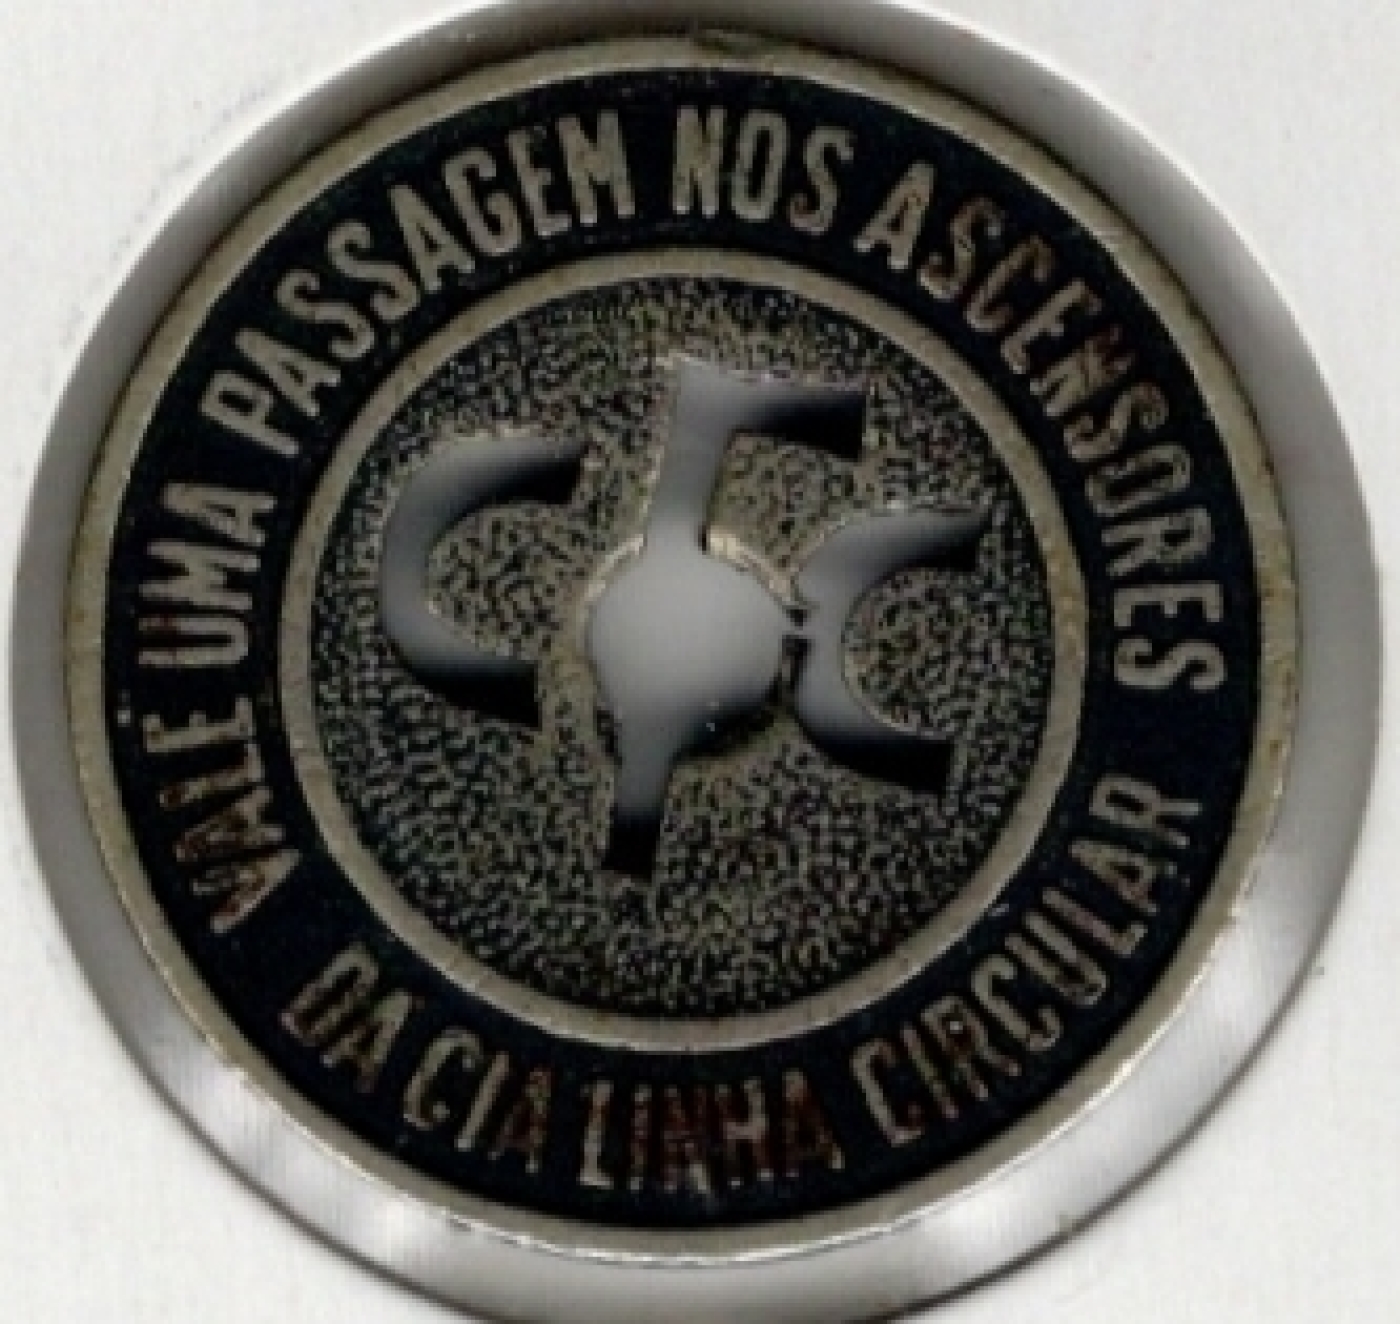 VALE UMA PASSAGEM NOS ASCENSORES
DA CIA LINHA CIRCULAR